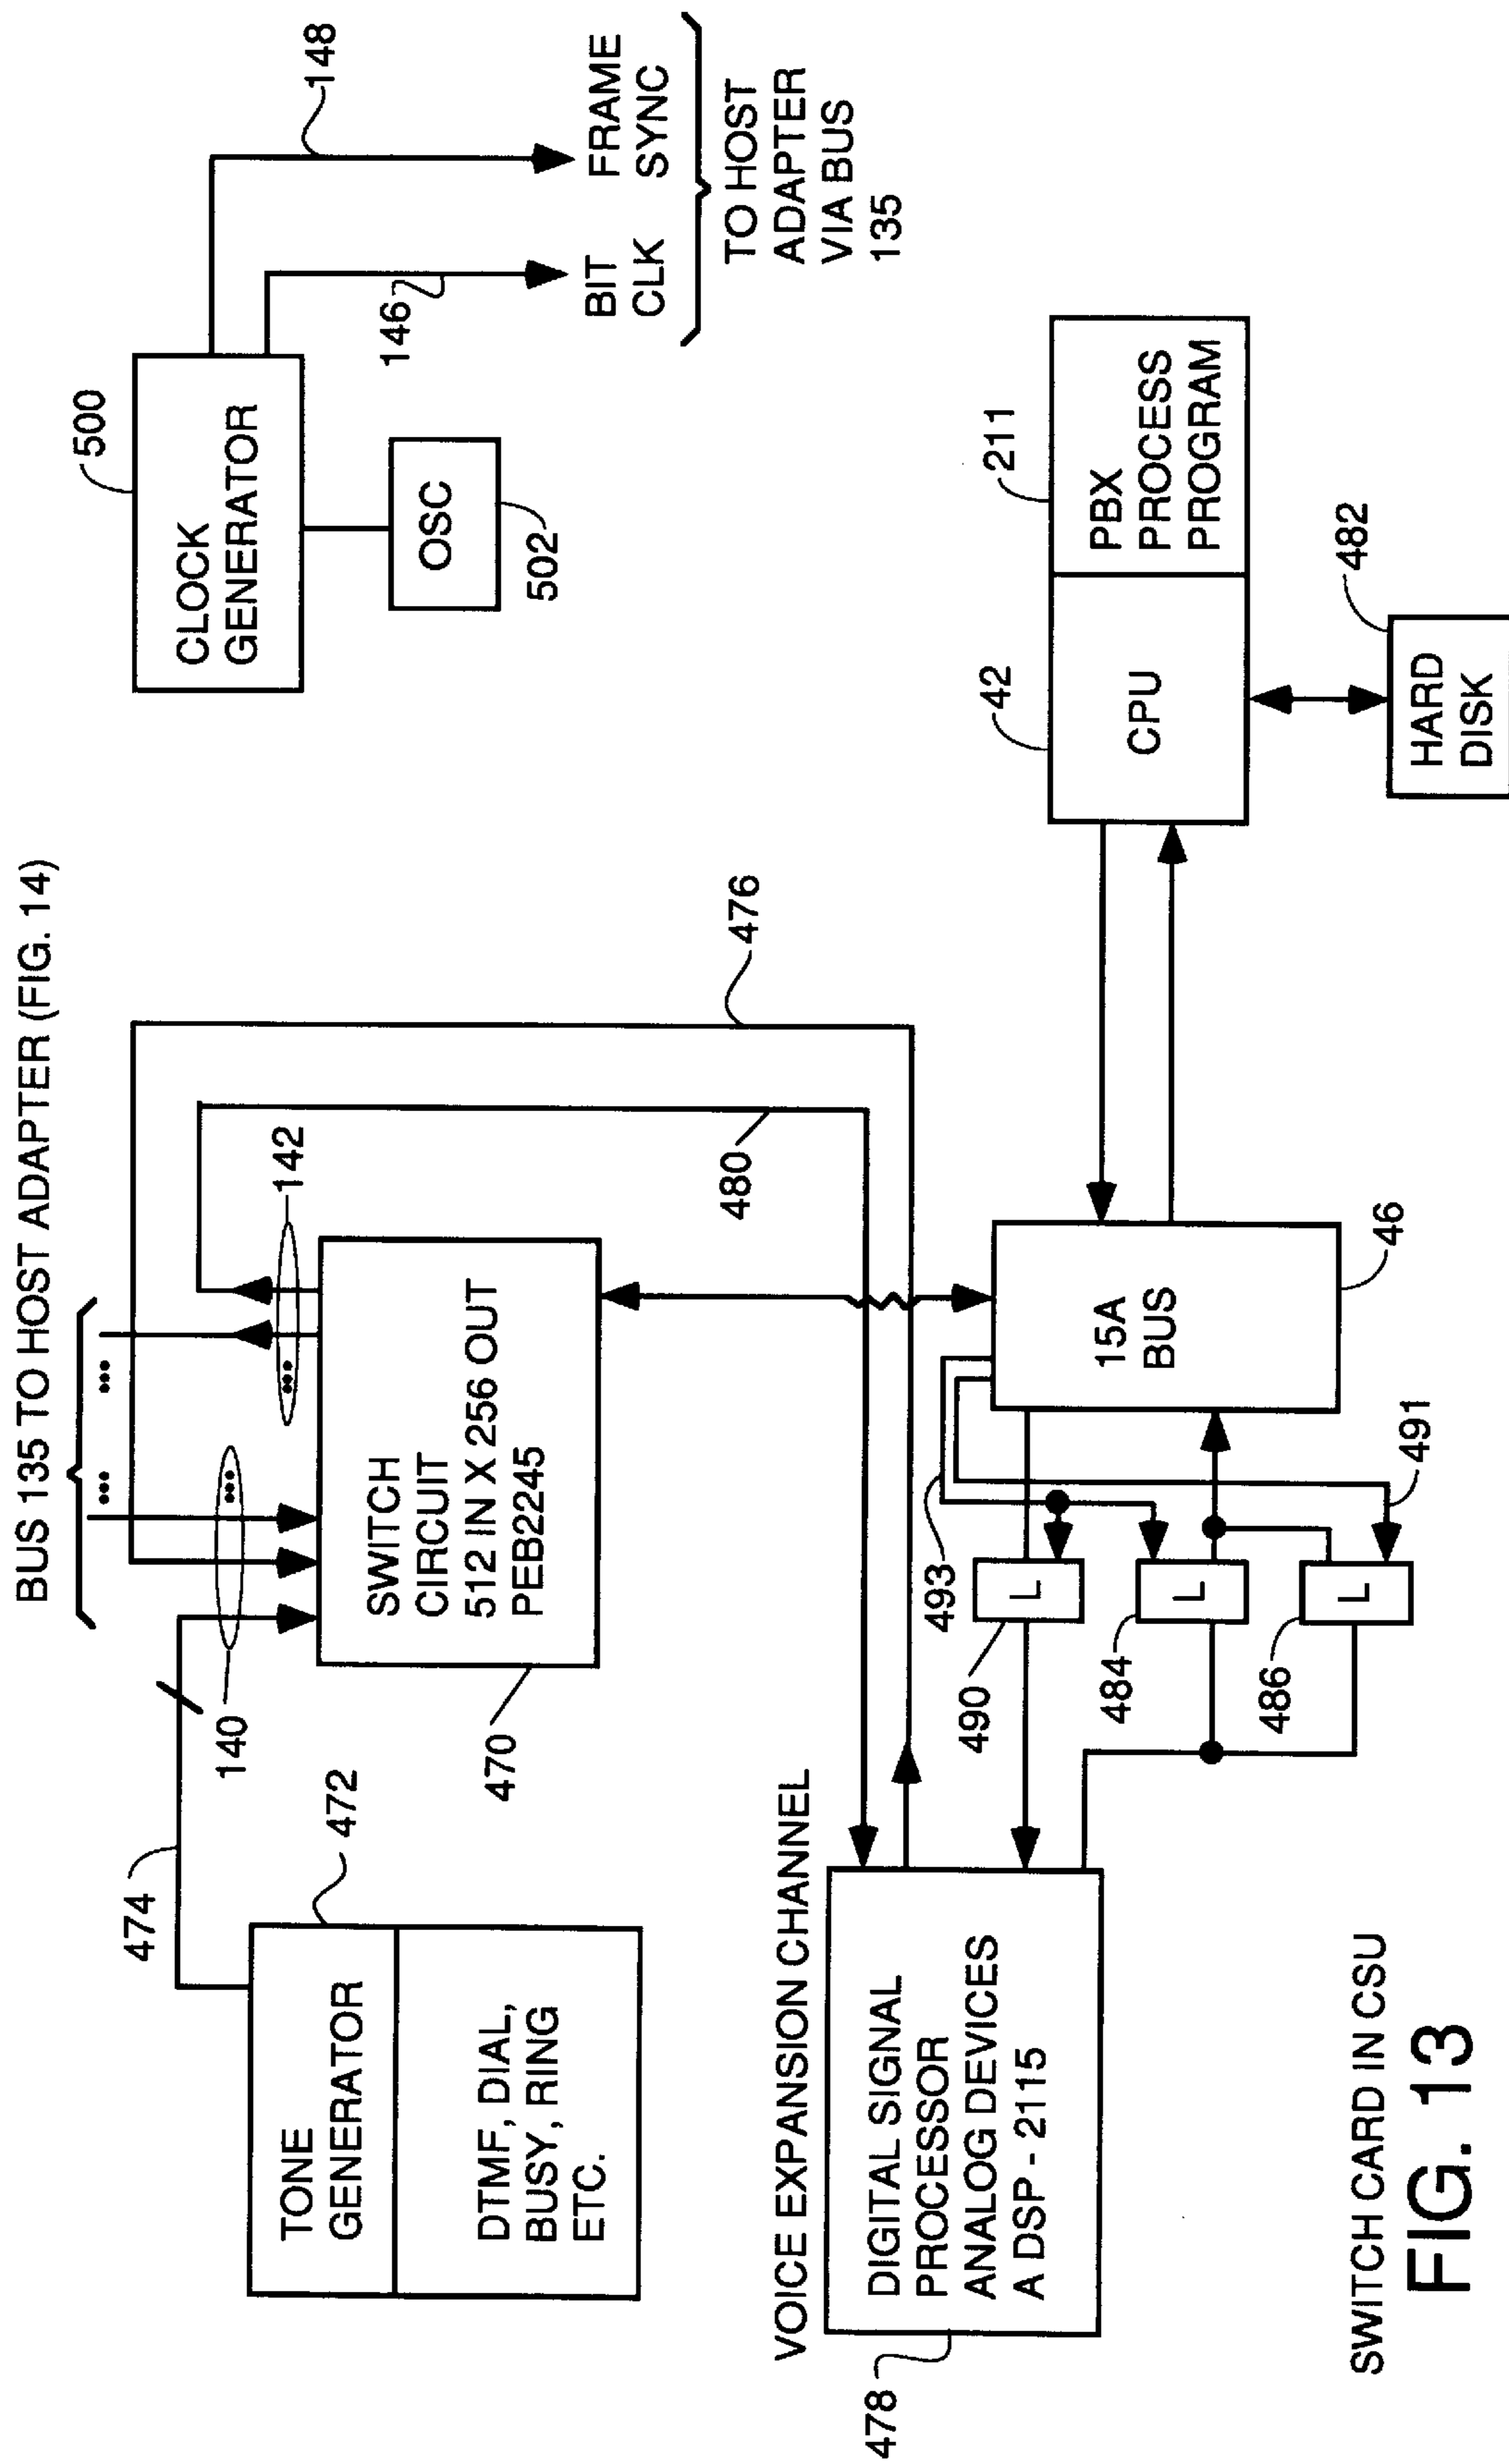 BUS 135 TO HOST ADAPTER (FIG. 14)
474
472
TONE
GENERATOR
DTMF, DIAL,
BUSY, RING
ETC.
140
...
...
142
...
...
SWITCH
CIRCUIT
512 IN X 256 OUT
PEB2245
470
476
480
500
CLOCK
GENERATOR
OSC
502
148
146
BIT
CLK
FRAME
SYNC
TO HOST
ADAPTER
VIA BUS
135
VOICE EXPANSION CHANNEL
DIGITAL SIGNAL
PROCESSOR
ANALOG DEVICES
A DSP - 2115
478
490
L
493
484
L
486
L
491
15A
BUS
46
42
CPU
211
PBX
PROCESS
PROGRAM
482
HARD
DISK
SWITCH CARD IN CSU
FIG. 13